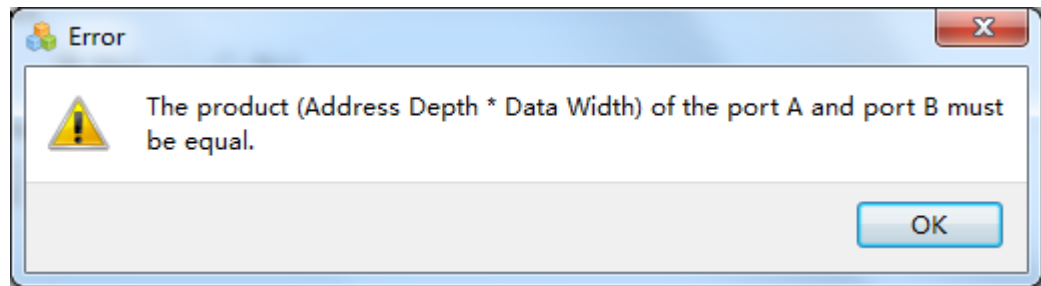 Error
The product (Address Depth * Data Width) of the port A and port B must
be equal.
OK